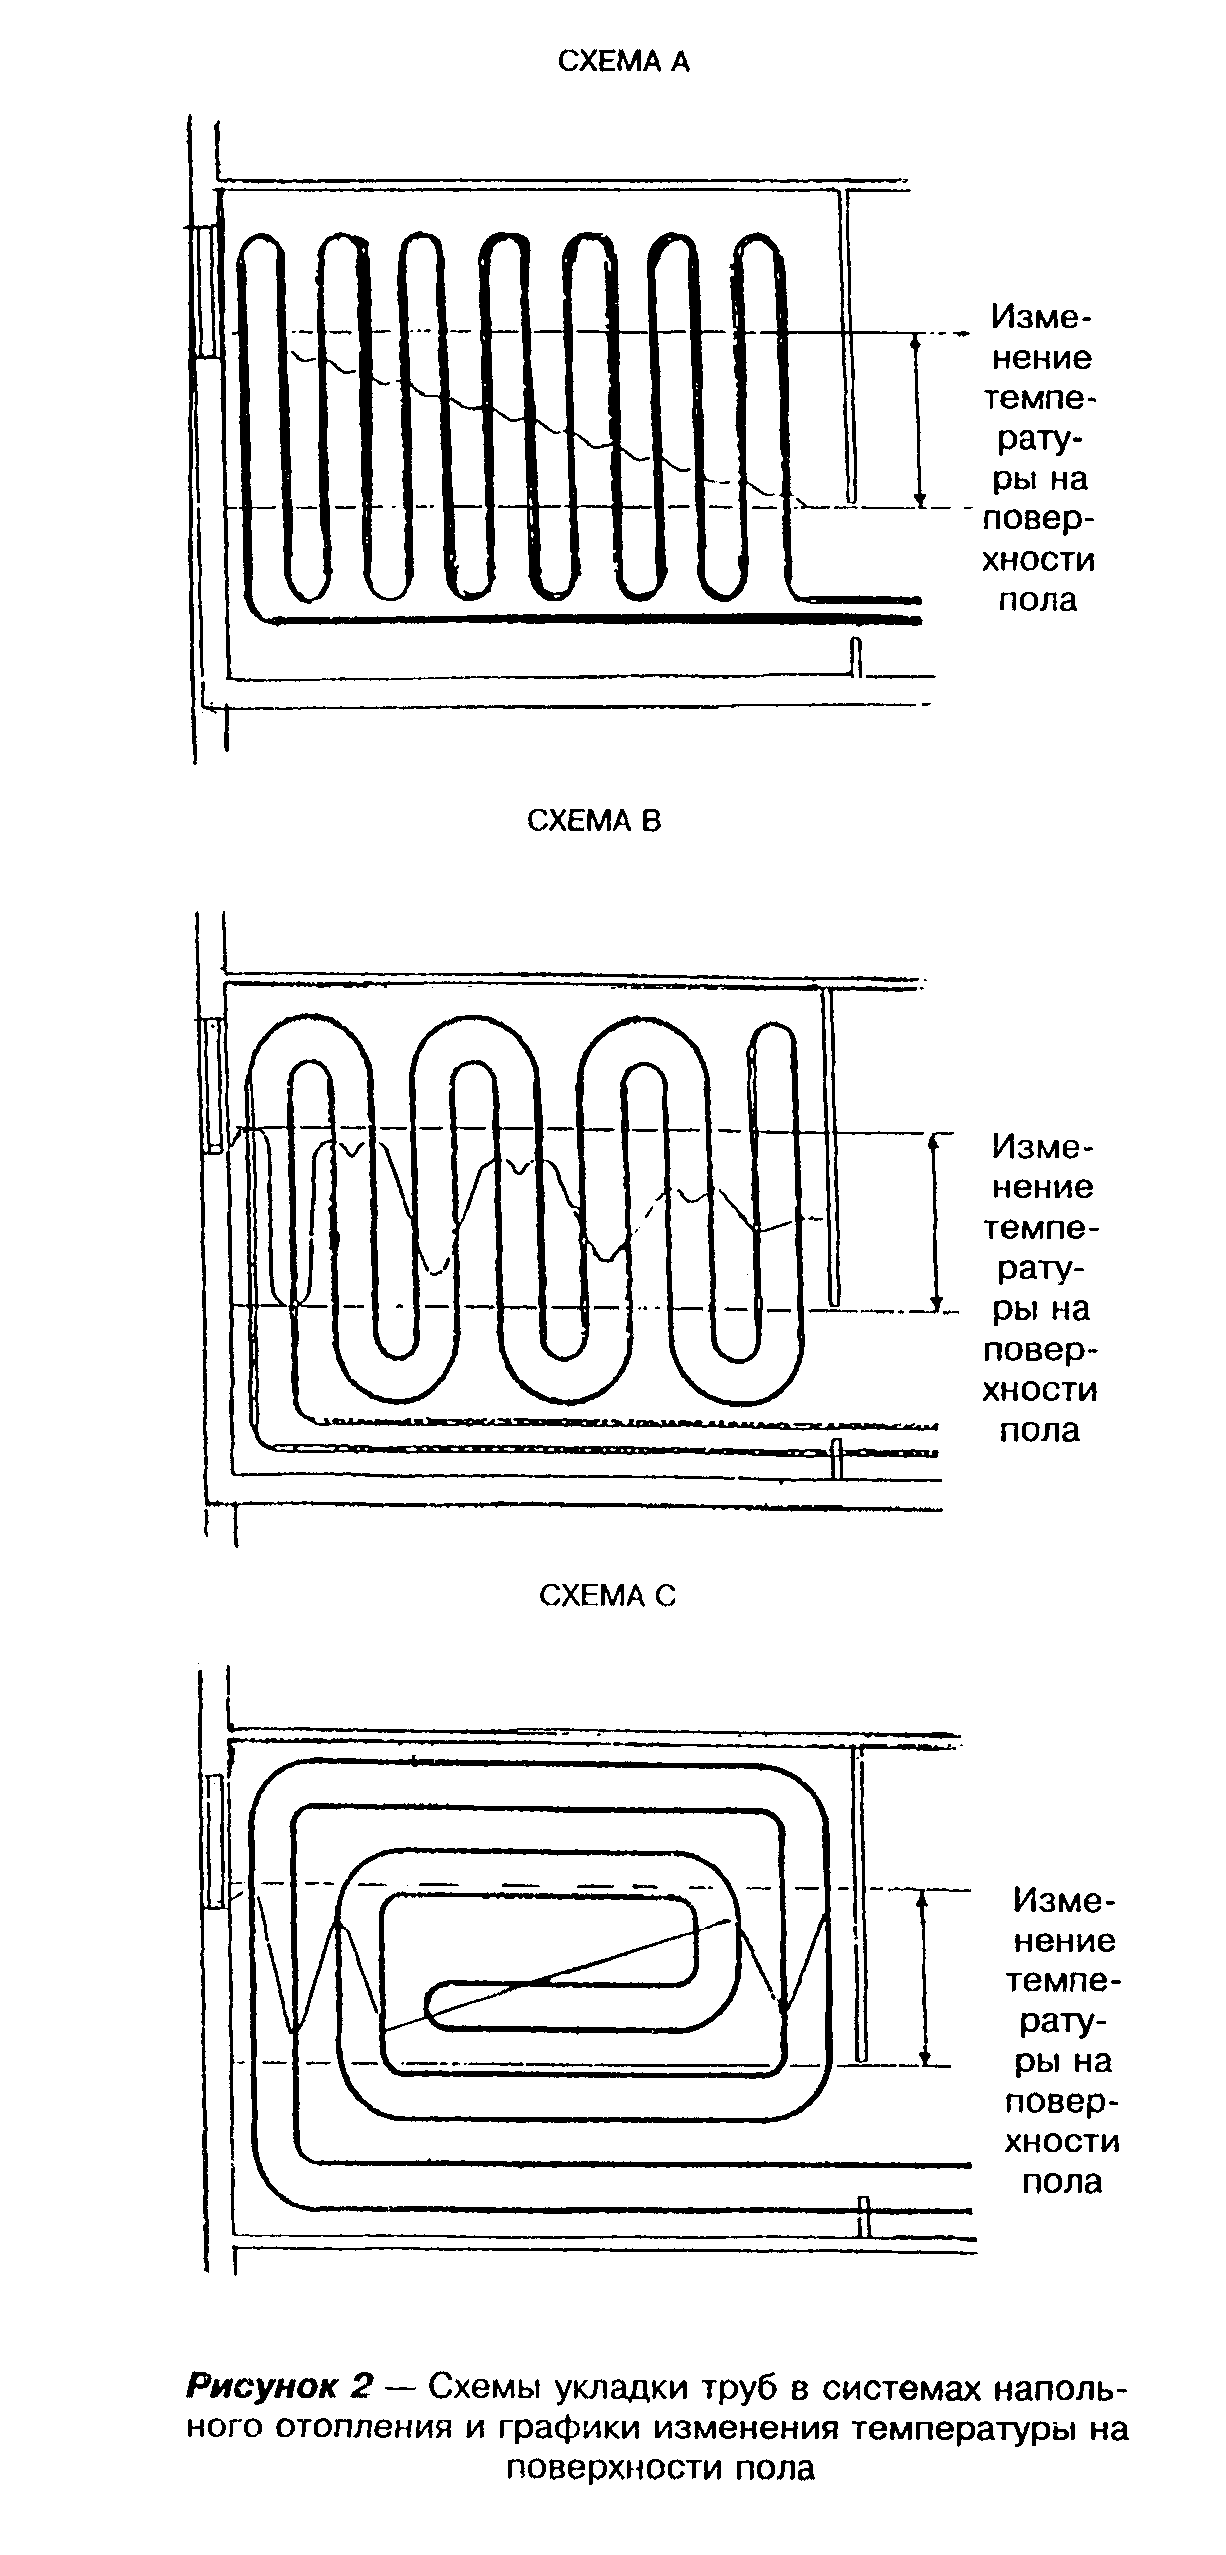 СХЕМА А
Изме-
нение
темпе-
рату-
ры на
повер-
хности
пола
СХЕМА В
Изме-
нение
темпе-
рату-
ры на
повер-
хности
пола
СХЕМА С
Изме-
нение
темпе-
рату-
ры на
повер-
хности
пола
Рисунок 2 — Схемы укладки труб в системах наполь-
ного отопления и графики изменения температуры на
поверхности пола